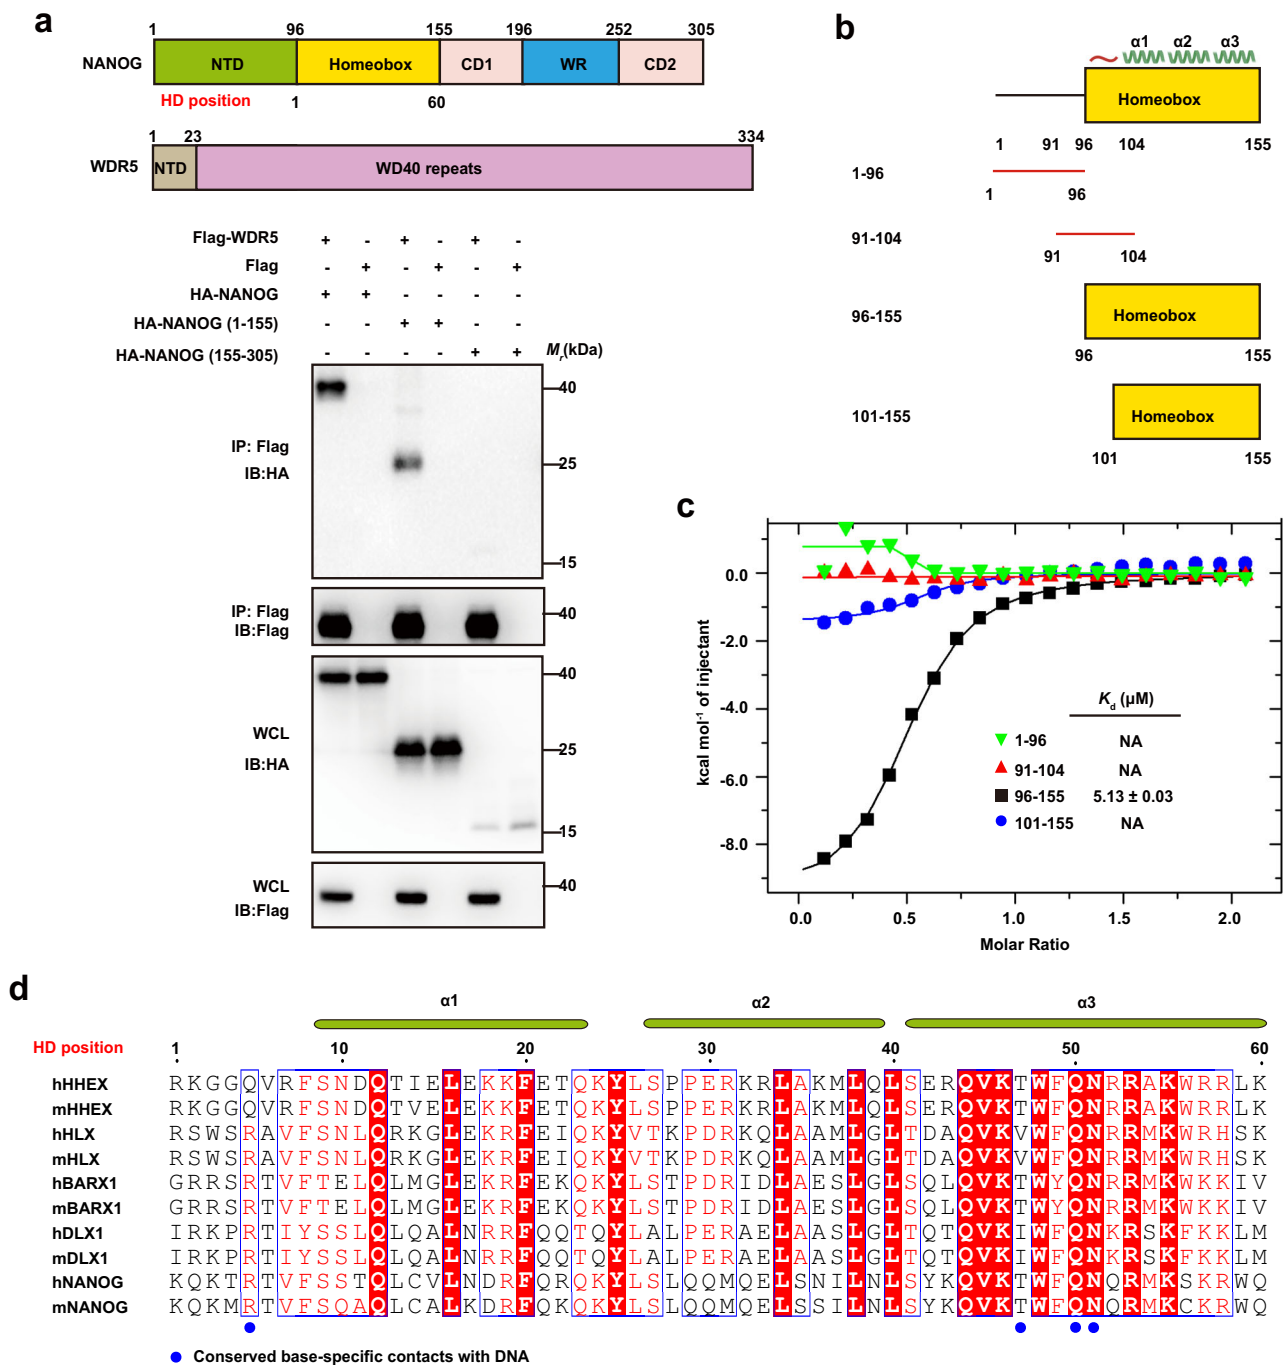 a
1 96 155 196 252 305
NANOG NTD Homeobox CD1 WR CD2
HD position 1 60
1 23 334
WDR5 NTD WD40 repeats
Flag-WDR5 + - + - + -
Flag - + - + - +
HA-NANOG + + - - - -
HA-NANOG (1-155) - - + + - -
HA-NANOG (155-305) - - - - + + Mr(kDa)
40
IP: Flag
IB:HA
25
15
IP: Flag
IB:Flag
40
40
WCL
IB:HA
25
15
WCL
IB:Flag
40
b
α1 α2 α3
Homeobox
1 91 96 104 155
1-96
1 96
91-104
91 104
96-155 Homeobox
96 155
101-155 Homeobox
101 155
c
kcal mol-1 of injectant
0.0
-2.0
-4.0
-6.0
-8.0
Kd (μM)
1-96 NA
91-104 NA
96-155 5.13 ± 0.03
101-155 NA
0.0 0.5 1.0 1.5 2.0
Molar Ratio
d
α1 α2 α3
HD position 1 10 20 30 40 50 60
hHHEX RKGGQVRFSNDQTIELEKKFETQKYLSPPERKRLAKMLQLSERQVKTWFQNRRAKWRRLK
mHHEX RKGGQVRFSNDQTVELEKKFETQKYLSPPERKRLAKMLQLSERQVKTWFQNRRAKWRRLK
hHLX RSWSRAVFSNLQRKGLEKRFEIQKYVTKPDRKQLAAMLGLTDAQVKVWFQNRRMKWRHSK
mHLX RSWSRAVFSNLQRKGLEKRFEIQKYVTKPDRKQLAAMLGLTDAQVKVWFQNRRMKWRHSK
hBARX1 GRRSRTVFTELQLMGLEKRFEKQKYLSTPDRIDLAESLGLSQLQVKTWYQNRRMKWKKIV
mBARX1 GRRSRTVFTELQLMGLEKRFEKQKYLSTPDRIDLAESLGLSQLQVKTWYQNRRMKWKKIV
hDLX1 IRKPRTIYSSLQLQALNRRFQQTQYLALPERAELAASLGLTQTQVKIWFQNKRSKFKKLM
mDLX1 IRKPRTIYSSLQLQALNRRFQQTQYLALPERAELAASLGLTQTQVKIWFQNKRSKFKKLM
hNANOG KQKTRTVFSSTQLCVLNDRFQRQKYLSLQQMQELSNILNLSYKQVKTWFQNQRMKSKRWQ
mNANOG KQKMRTVFSQAQLCALKDRFQKQKYLSLQQMQELSSILNLSYKQVKTWFQNQRMKCKRWQ
Conserved base-specific contacts with DNA